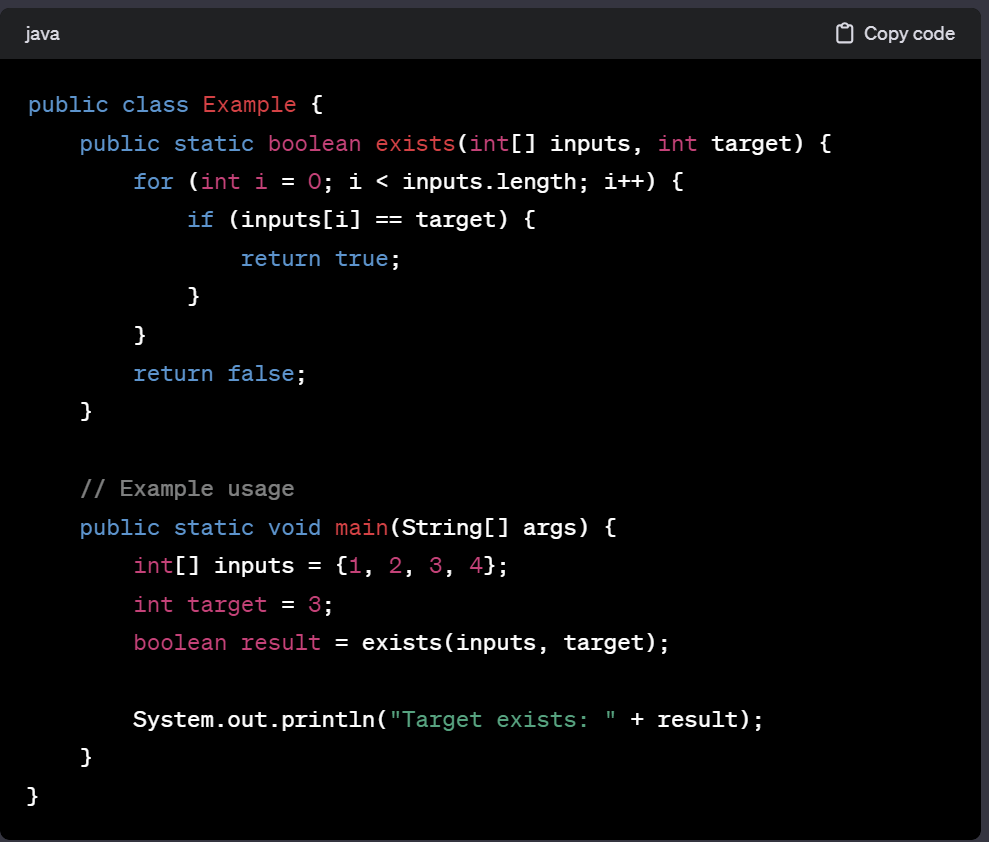 java
Copy code
public class Example {
    public static boolean exists(int[] inputs, int target) {
        for (int i = 0; i < inputs.length; i++) {
            if (inputs[i] == target) {
                return true;
            }
        }
        return false;
    }

    // Example usage
    public static void main(String[] args) {
        int[] inputs = {1, 2, 3, 4};
        int target = 3;
        boolean result = exists(inputs, target);

        System.out.println("Target exists: " + result);
    }
}